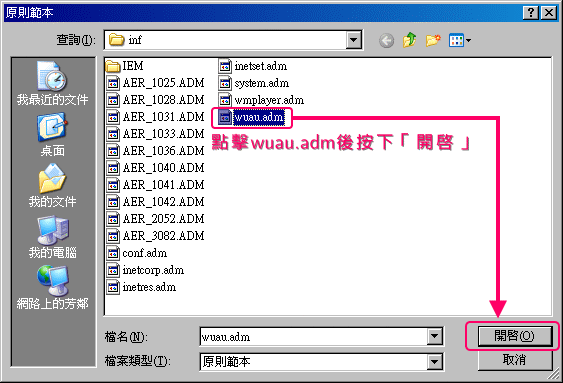 原則範本
查詢(I):
inf
我最近的文件
桌面
我的文件
我的電腦
網路上的芳鄰
IEM
AER_1025.ADM
AER_1028.ADM
AER_1031.ADM
AER_1033.ADM
AER_1036.ADM
AER_1040.ADM
AER_1041.ADM
AER_1042.ADM
AER_2052.ADM
AER_3082.ADM
conf.adm
inetcorp.adm
inetres.adm
inetset.adm
system.adm
wmplayer.adm
wuau.adm
點擊wuau.adm後按下「開啓」
檔名(N):
wuau.adm
開啓(O)
檔案類型(T):
原則範本
取消